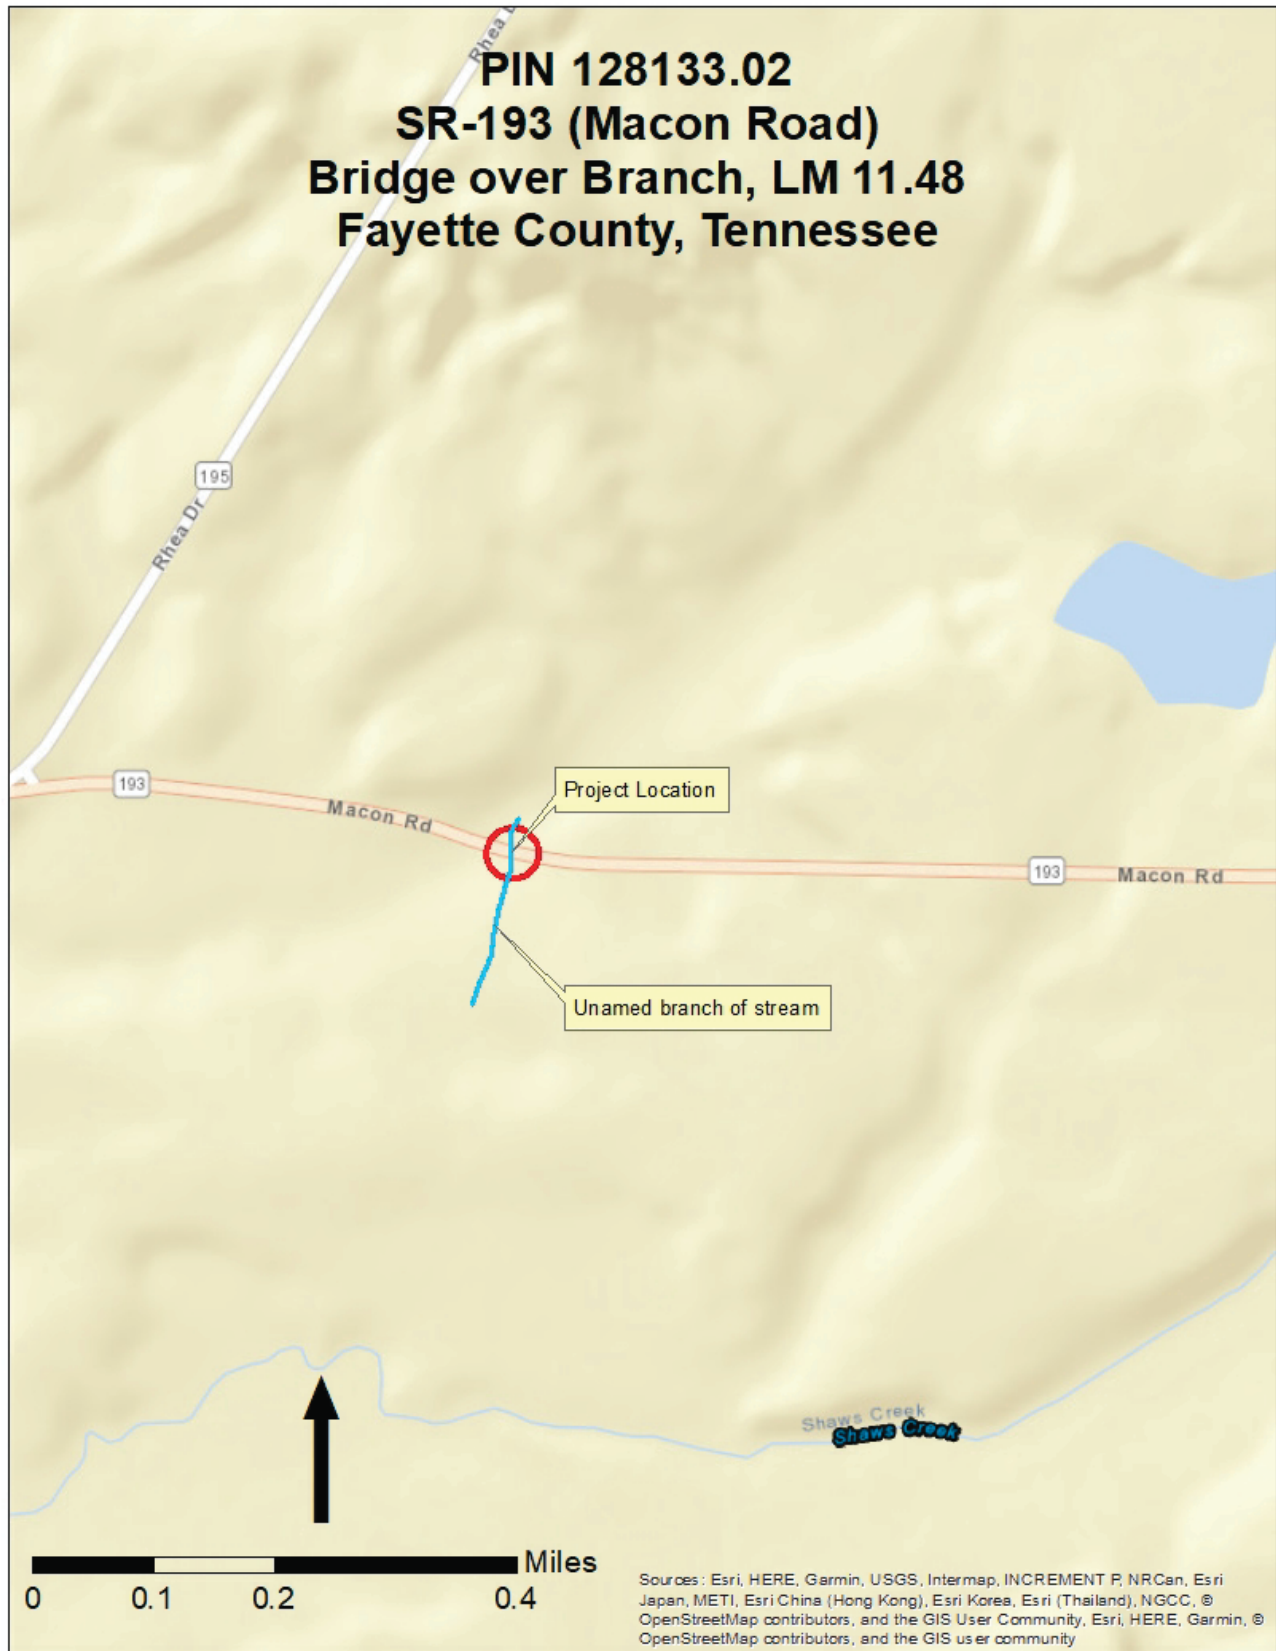 Rhea D
PIN 128133.02
SR-193 (Macon Road)
Bridge over Branch, LM 11.48
Fayette County, Tennessee
195
Rhea Dr
193
Macon Rd
Project Location
193
Macon Rd
Unamed branch of stream
Shaws Creek
Shaws Creek
Miles
0 0.1 0.2 0.4
Sources: Esri, HERE, Garmin, USGS, Intermap, INCREMENT P, NRCan, Esri
Japan, METI, Esri China (Hong Kong), Esri Korea, Esri (Thailand), NGCC, ©
OpenStreetMap contributors, and the GIS User Community, Esri, HERE, Garmin, ©
OpenStreetMap contributors, and the GIS user community